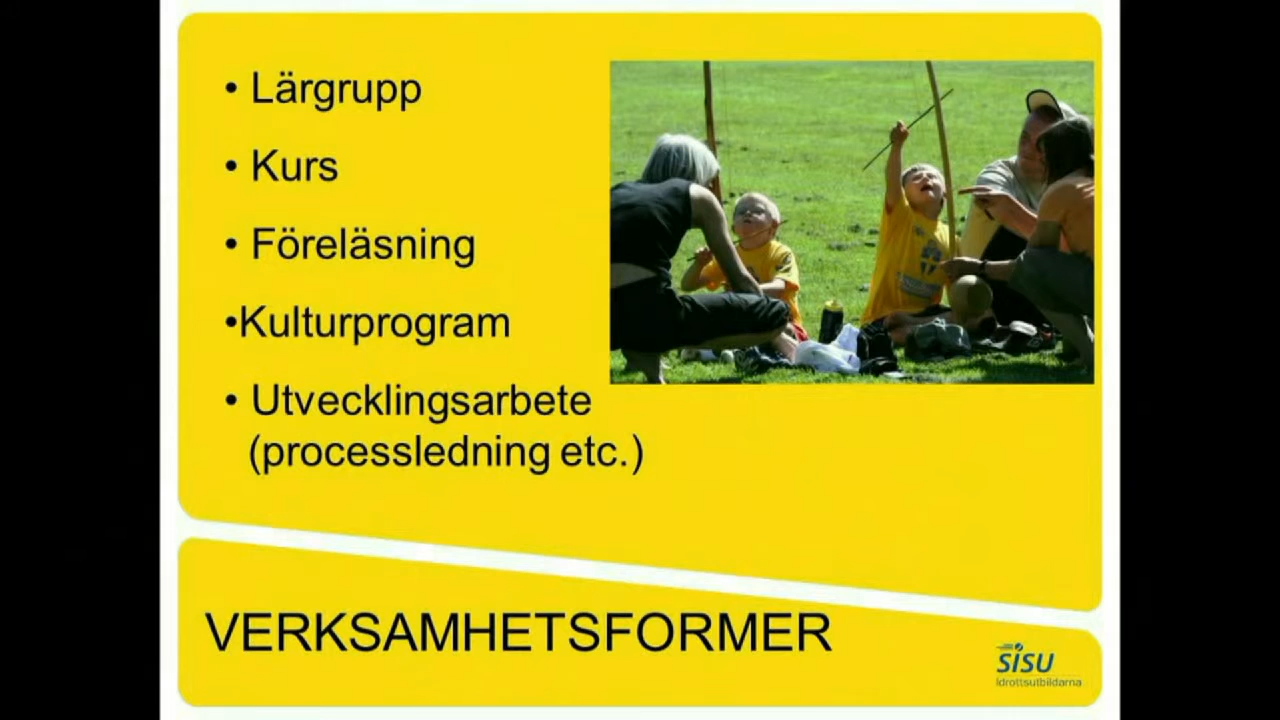 • Lärgrupp
• Kurs
• Föreläsning
•Kulturprogram
• Utvecklingsarbete
(processledning etc.)
VERKSAMHETSFORMER
SISU
Idrottsutbildarna